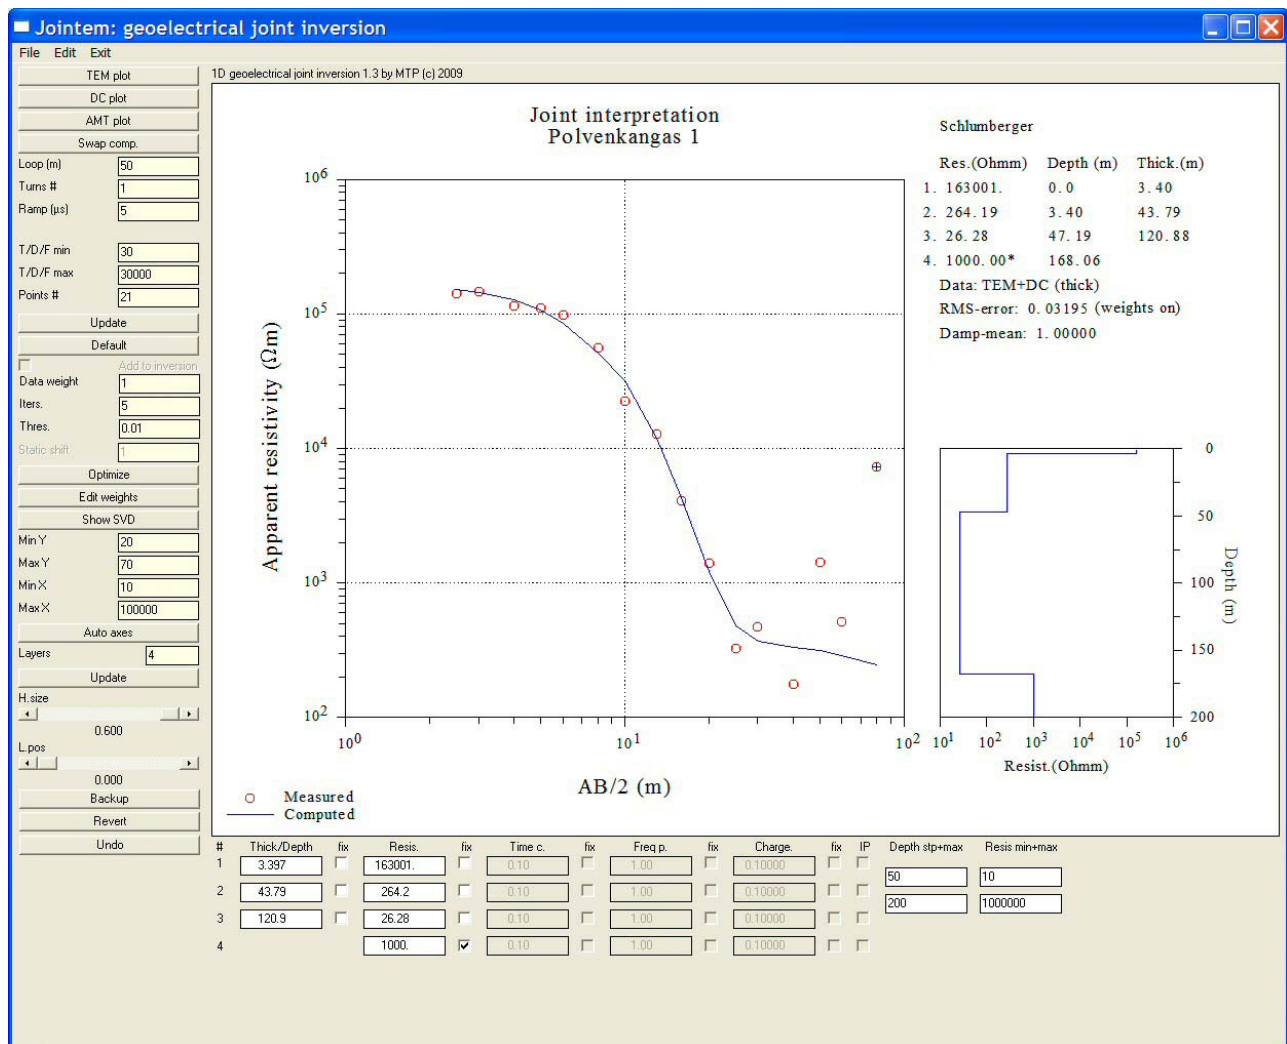 Jointem: geoelectrical joint inversion
File Edit Exit
TEM plot
DC plot
AMT plot
Swap comp.
Loop (m) 50
Turns # 1
Ramp (µs) 5
T/D/F min 30
T/D/F max 30000
Points # 21
Update
Default
Add to inversion
Data weight 1
Iters. 5
Thres. 0.01
Static shift 1
Optimize
Edit weights
Show SVD
Min Y 20
Max Y 70
Min X 10
Max X 100000
Auto axes
Layers 4
Update
H.size
0.600
L.pos
0.000
Backup
Revert
Undo
1D geoelectrical joint inversion 1.3 by MTP (c) 2009
Joint interpretation
Polvenkangas 1
Apparent resistivity (Ωm)
10^6
10^5
10^4
10^3
10^2
10^0 10^1 10^2
AB/2 (m)
Measured
Computed
Schlumberger
Res.(Ohmm) Depth (m) Thick.(m)
1. 163001. 0.0 3.40
2. 264.19 3.40 43.79
3. 26.28 47.19 120.88
4. 1000.00* 168.06
Data: TEM+DC (thick)
RMS-error: 0.03195 (weights on)
Damp-mean: 1.00000
0
50
100
150
200
Depth (m)
10^1 10^2 10^3 10^4 10^5 10^6
Resist.(Ohmm)
# Thick/Depth fix Resis. fix Time c. fix Freq p. fix Charge. fix IP Depth stp+max Resis min+max
1 3.397 163001. 0.10 1.00 0.10000 50 10
2 43.79 264.2 0.10 1.00 0.10000 200 1000000
3 120.9 26.28 0.10 1.00 0.10000
4 1000. 0.10 1.00 0.10000